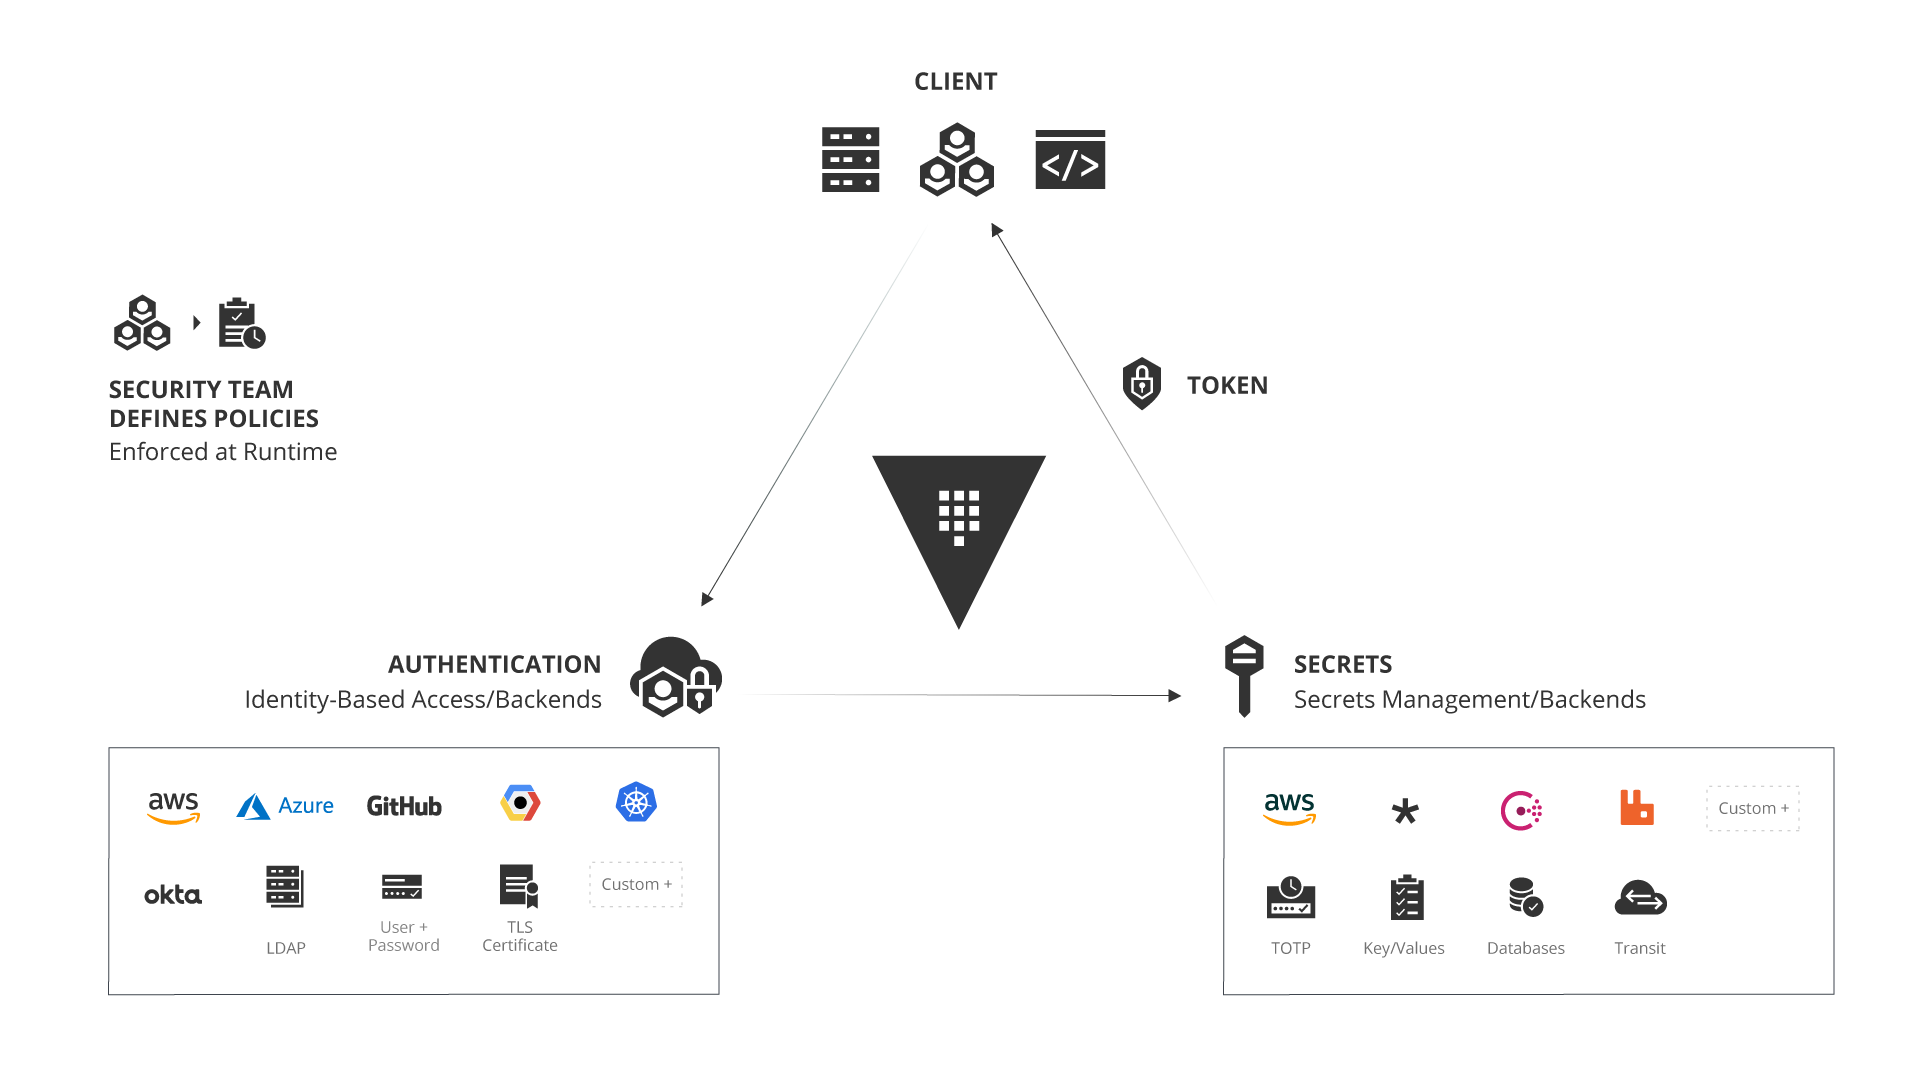 CLIENT
SECURITY TEAM
DEFINES POLICIES
Enforced at Runtime
TOKEN
AUTHENTICATION
Identity-Based Access/Backends
SECRETS
Secrets Management/Backends
aws
Azure
GitHub
okta
LDAP
User +
Password
TLS
Certificate
Custom +
aws
*
Custom +
TOTP
Key/Values
Databases
Transit